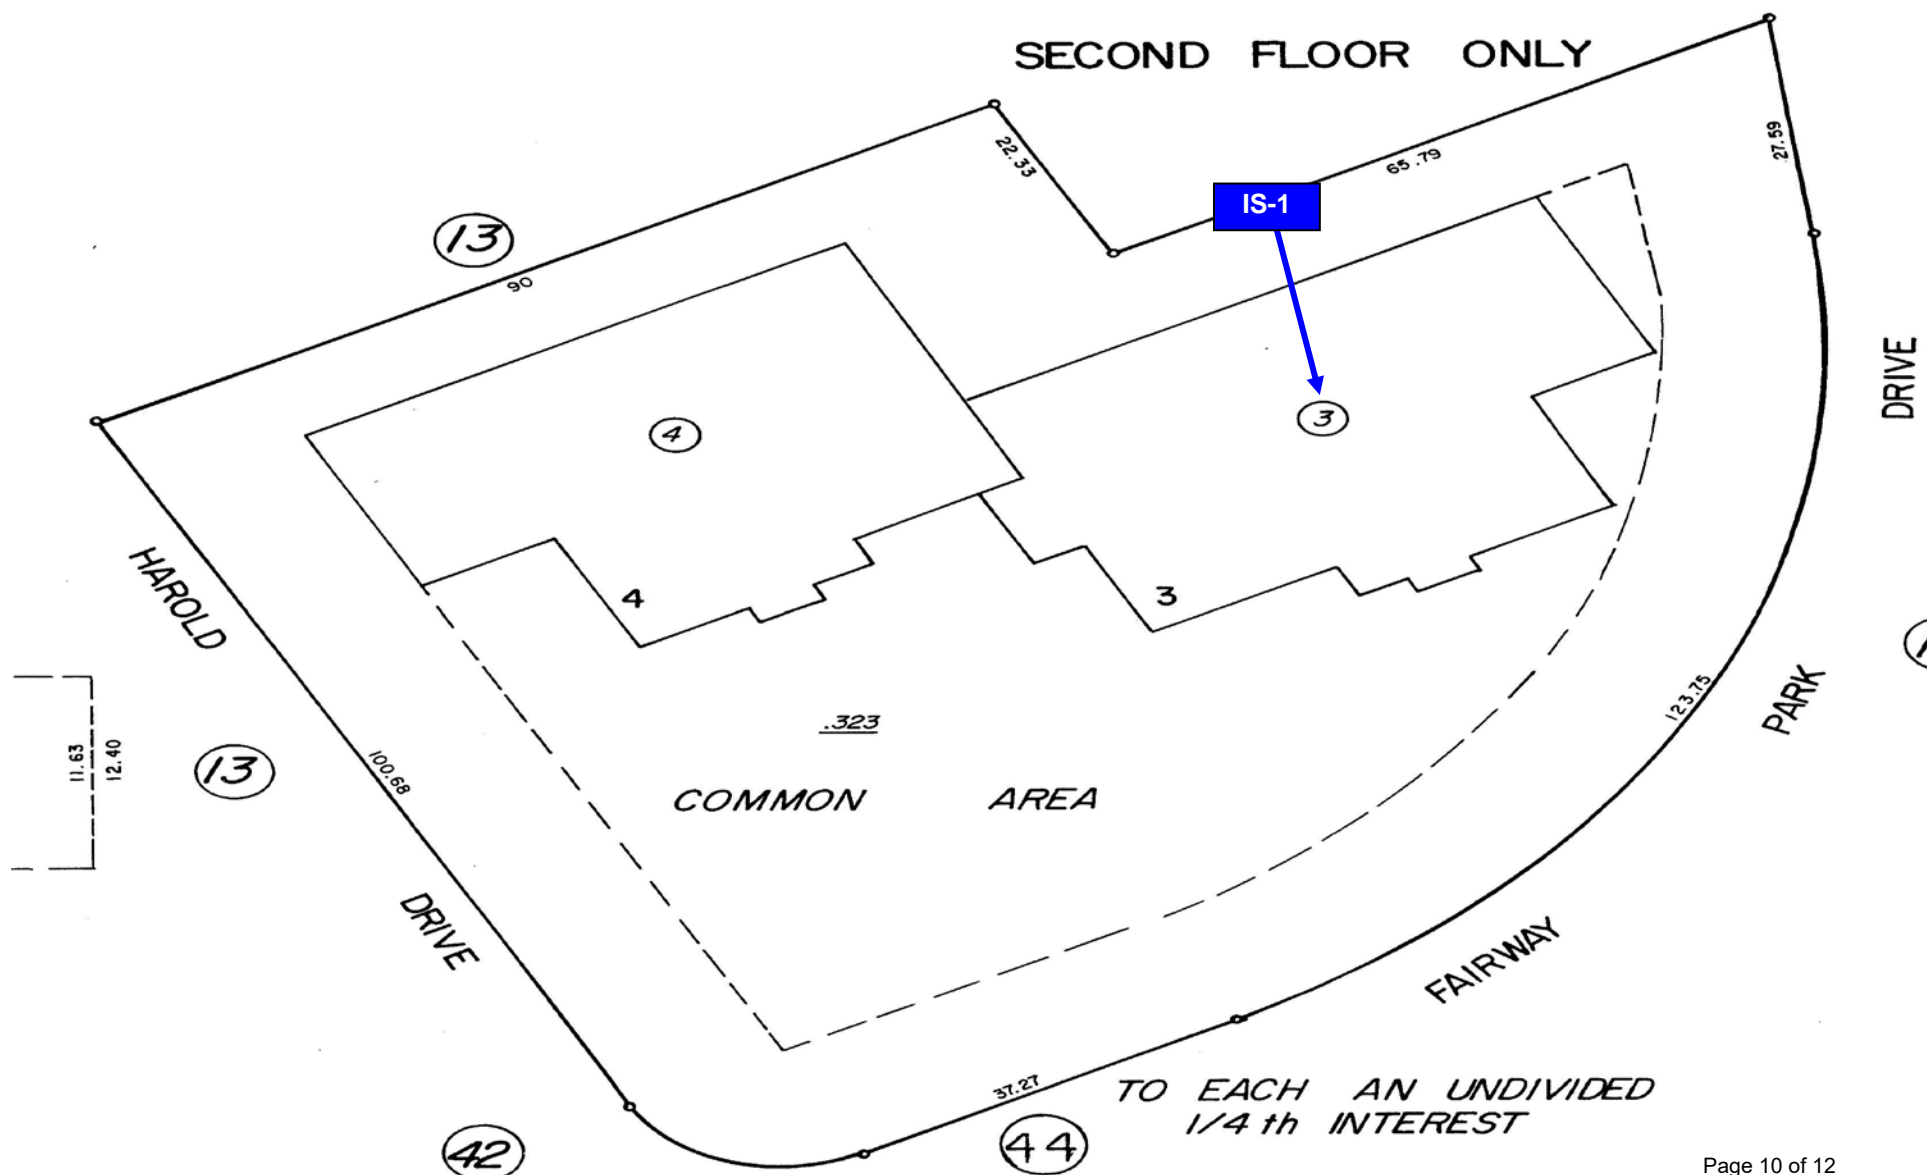 SECOND FLOOR ONLY
27.59
22.33
65.79
IS-1
13
90
DRIVE
3
4
HAROLD
4
3
123.75
PARK
.323
11.63
12.40
13
100.68
COMMON AREA
DRIVE
FAIRWAY
37.27
TO EACH AN UNDIVIDED
1/4 th INTEREST
42
44
Page 10 of 12